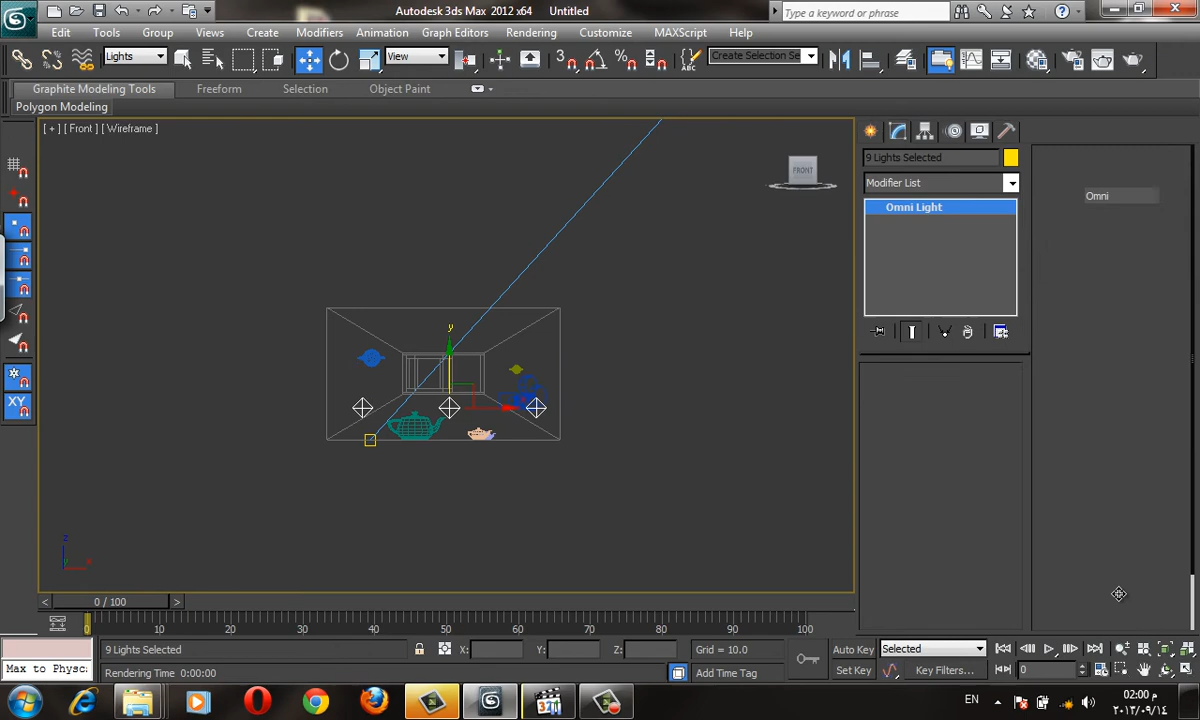 Autodesk 3ds Max 2012 x64 Untitled
Type a keyword or phrase
Edit Tools Group Views Create Modifiers Animation Graph Editors Rendering Customize MAXScript Help
Lights View 3 Create Selection Se
Graphite Modeling Tools Freeform Selection Object Paint
Polygon Modeling
[ + ] [ Front ] [ Wireframe ]
FRONT
9 Lights Selected
Modifier List
Omni
Omni Light
XY
y
z
x
0 / 100
0 10 20 30 40 50 60 70 80 90 100
9 Lights Selected X: Y: Z: Grid = 10.0 Auto Key Selected
Max to Physc: Rendering Time 0:00:00 Add Time Tag Set Key Key Filters... 0
EN
02:00 م
٢٠١٣/٠٩/١٤